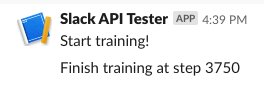 Slack API Tester APP 4:39 PM
Start training!
Finish training at step 3750